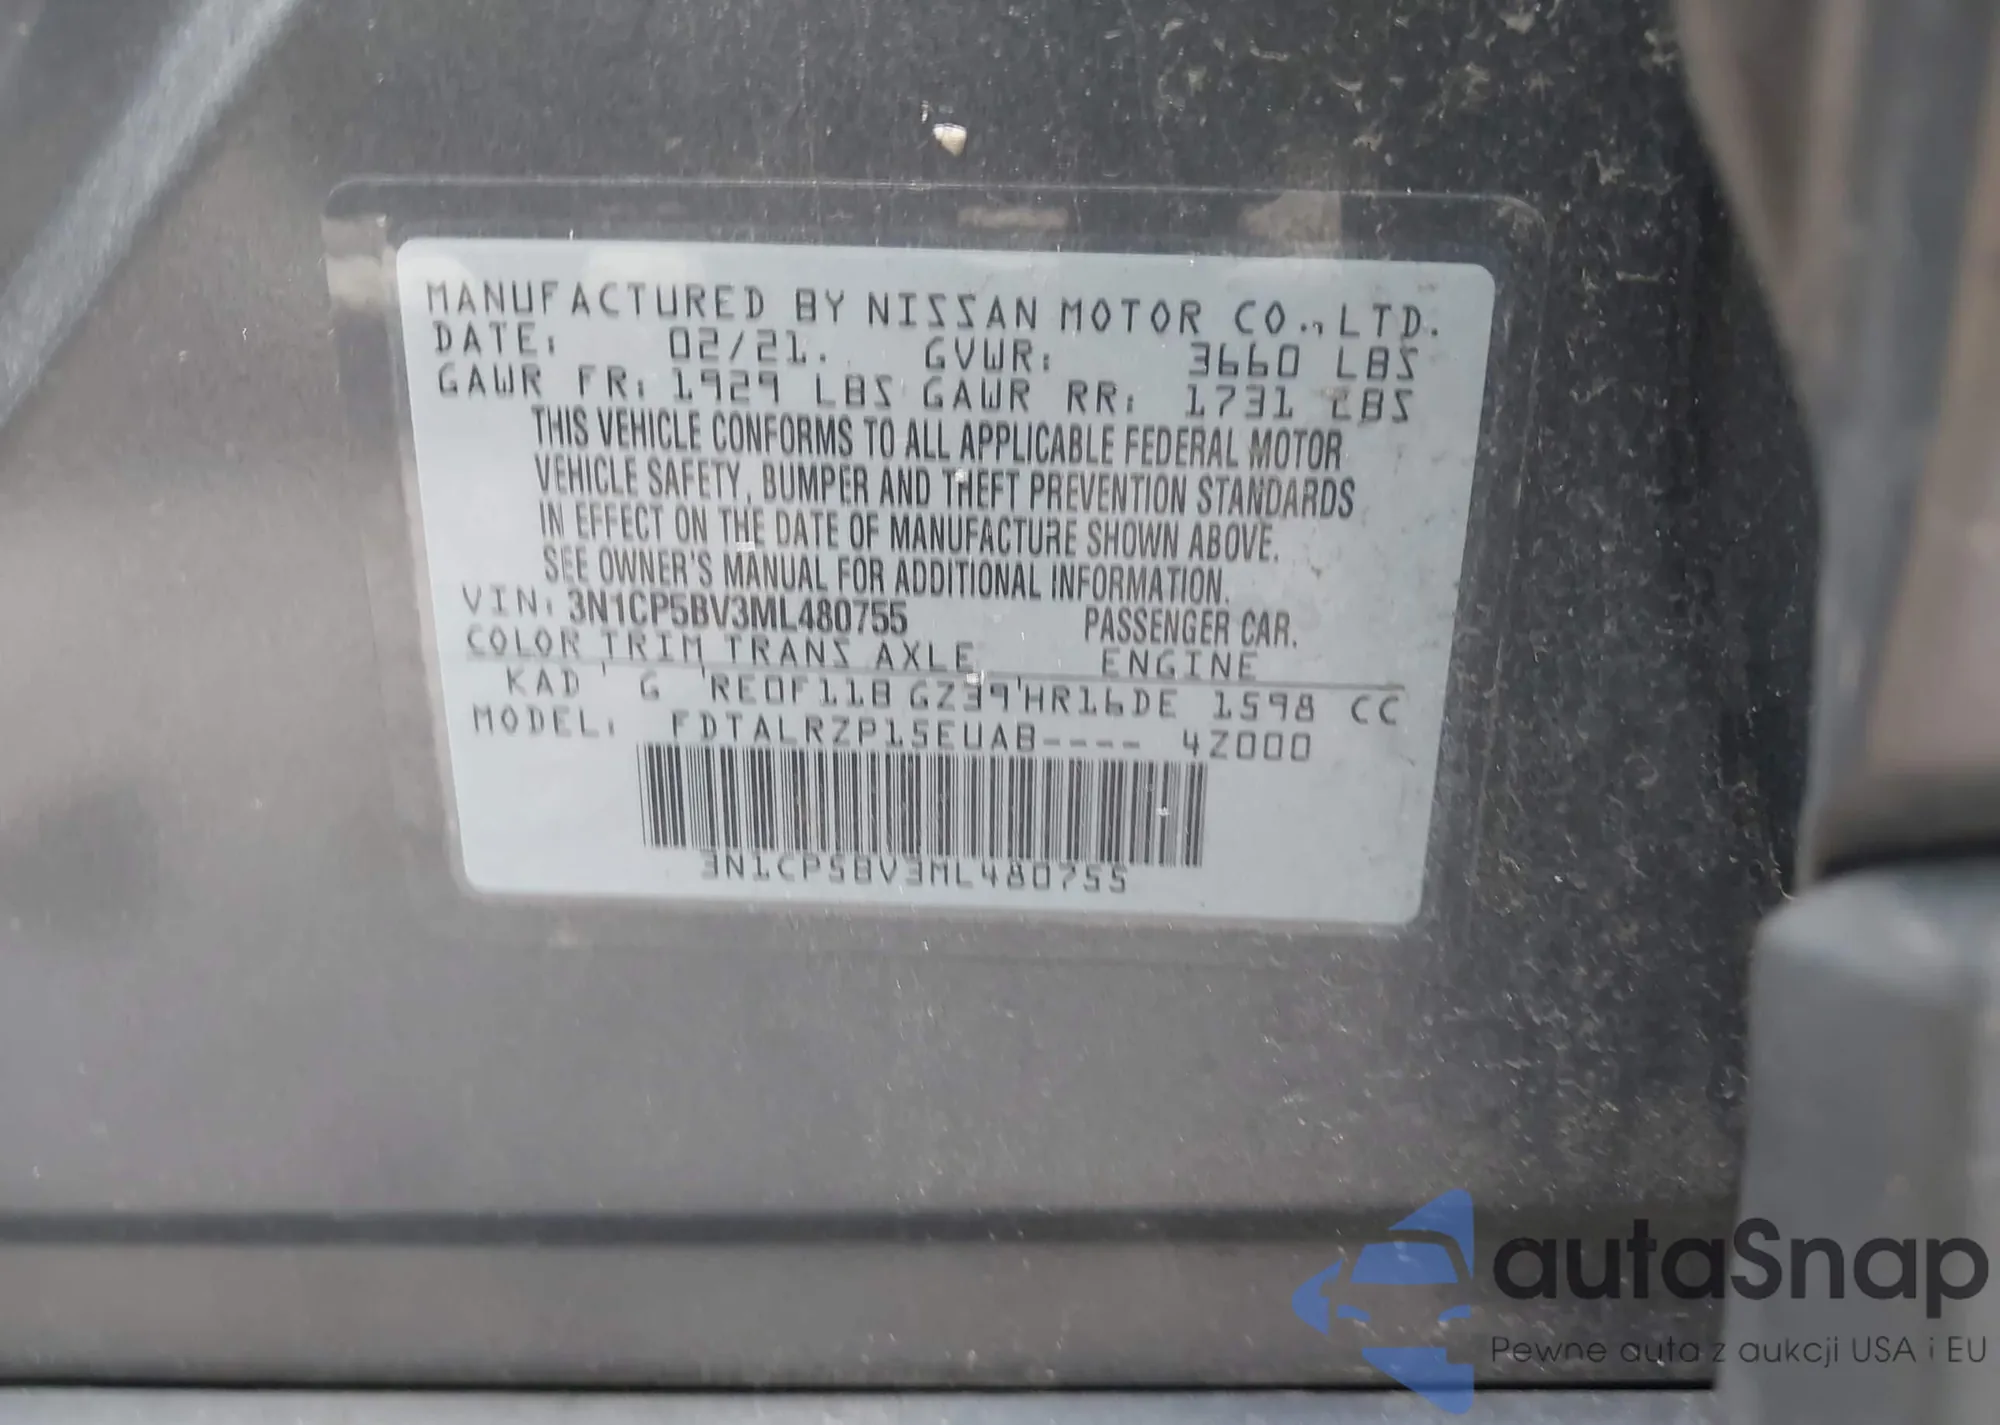 MANUFACTURED BY NISSAN MOTOR CO., LTD.
DATE: 02/21. GVWR: 3660 LBS
GAWR FR: 1929 LBS GAWR RR: 1731 LBS
THIS VEHICLE CONFORMS TO ALL APPLICABLE FEDERAL MOTOR
VEHICLE SAFETY, BUMPER AND THEFT PREVENTION STANDARDS
IN EFFECT ON THE DATE OF MANUFACTURE SHOWN ABOVE.
SEE OWNER'S MANUAL FOR ADDITIONAL INFORMATION.
VIN: 3N1CP5BV3ML480755 PASSENGER CAR.
COLOR TRIM TRANS AXLE ENGINE
KAD ' G 'RE0F11B GZ39'HR16DE 1598 CC
MODEL: FDTALRZP15EUAB---- 4Z000
3N1CP5BV3ML480755
autaSnap
Pewne auta z aukcji USA i EU